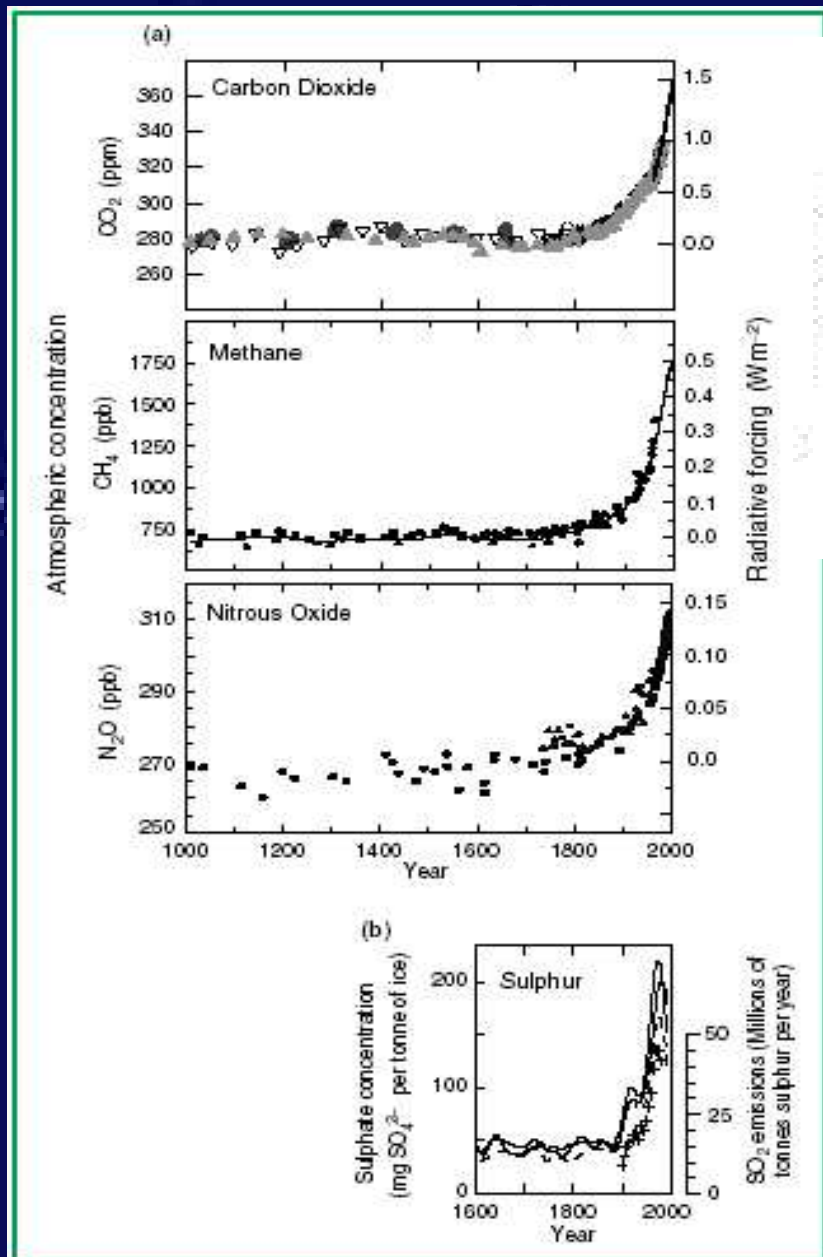 (a)
Carbon Dioxide
360
340
320
300
280
260
CO₂ (ppm)
1.5
1.0
0.5
0.0
Methane
1750
1500
1250
1000
750
CH₄ (ppb)
0.5
0.4
0.3
0.2
0.1
0.0
Atmospheric concentration
Radiative forcing (Wm⁻²)
Nitrous Oxide
310
290
270
250
N₂O (ppb)
0.15
0.10
0.05
0.0
1000 1200 1400 1600 1800 2000
Year
(b)
Sulphur
200
100
0
Sulphate concentration
(mg SO₄²⁻ per tonne of ice)
50
25
0
SO₂ emissions (Millions of
tonnes sulphur per year)
1600 1800 2000
Year